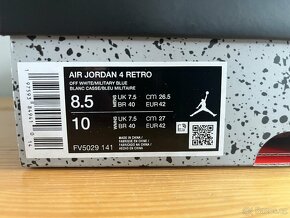 AIR JORDAN 4 RETRO
OFF WHITE/MILITARY BLUE
BLANC CASSE/BLEU MILITAIRE
8.5 UK 7.5 cm 26.5
BR 40 EUR 42
10 UK 7.5 cm 27
BR 40 EUR 42
FV5029 141